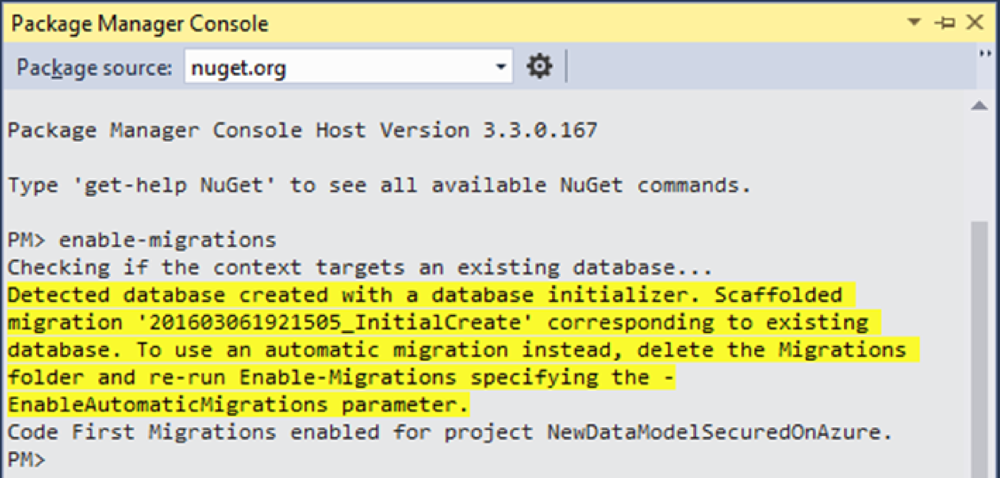 Package Manager Console
Package source: nuget.org
Package Manager Console Host Version 3.3.0.167
Type 'get-help NuGet' to see all available NuGet commands.
PM> enable-migrations
Checking if the context targets an existing database...
Detected database created with a database initializer. Scaffolded
migration '201603061921505_InitialCreate' corresponding to existing
database. To use an automatic migration instead, delete the Migrations
folder and re-run Enable-Migrations specifying the -
EnableAutomaticMigrations parameter.
Code First Migrations enabled for project NewDataModelSecuredOnAzure.
PM>